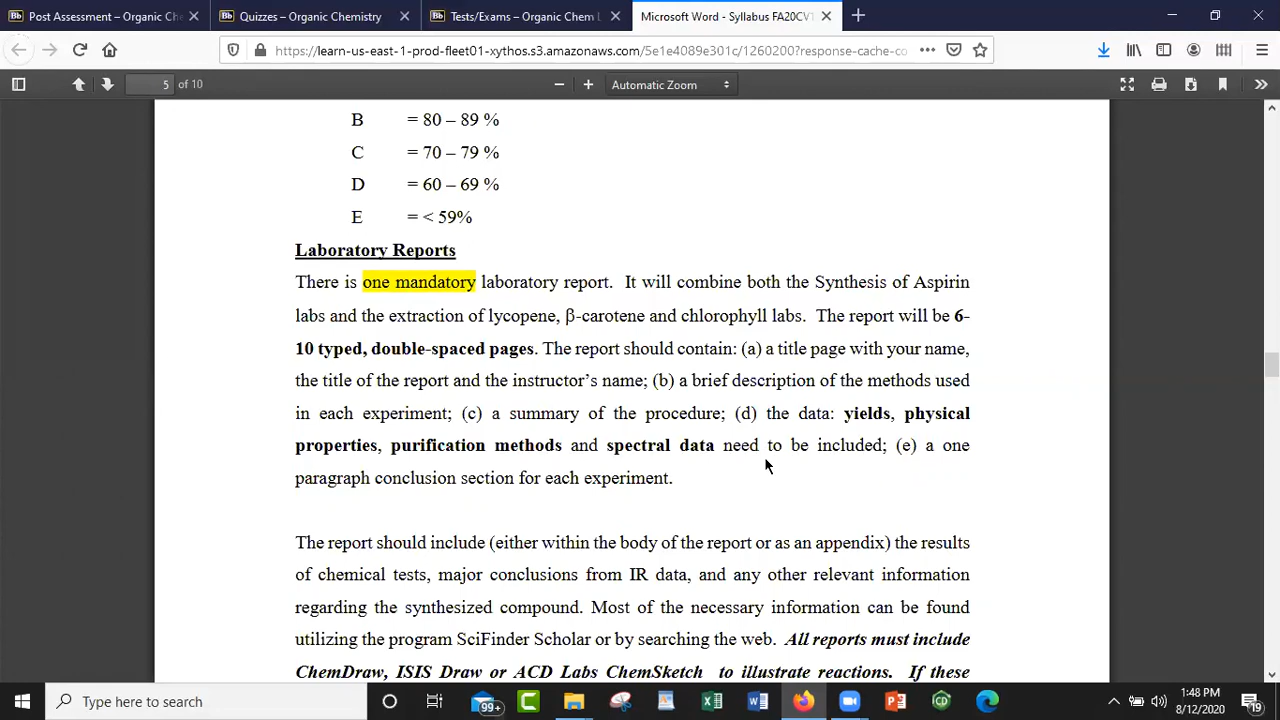 Post Assessment – Organic Che
Quizzes – Organic Chemistry
Tests/Exams – Organic Chem L
Microsoft Word - Syllabus FA20CVT
https://learn-us-east-1-prod-fleet01-xythos.s3.amazonaws.com/5e1e4089e301c/1260200?response-cache-co
5 of 10
Automatic Zoom
B = 80 – 89 %
C = 70 – 79 %
D = 60 – 69 %
E = < 59%
Laboratory Reports
There is one mandatory laboratory report. It will combine both the Synthesis of Aspirin
labs and the extraction of lycopene, β-carotene and chlorophyll labs. The report will be 6-
10 typed, double-spaced pages. The report should contain: (a) a title page with your name,
the title of the report and the instructor's name; (b) a brief description of the methods used
in each experiment; (c) a summary of the procedure; (d) the data: yields, physical
properties, purification methods and spectral data need to be included; (e) a one
paragraph conclusion section for each experiment.
The report should include (either within the body of the report or as an appendix) the results
of chemical tests, major conclusions from IR data, and any other relevant information
regarding the synthesized compound. Most of the necessary information can be found
utilizing the program SciFinder Scholar or by searching the web. All reports must include
ChemDraw, ISIS Draw or ACD Labs ChemSketch to illustrate reactions. If these
Type here to search
99+
1:48 PM
8/12/2020
19